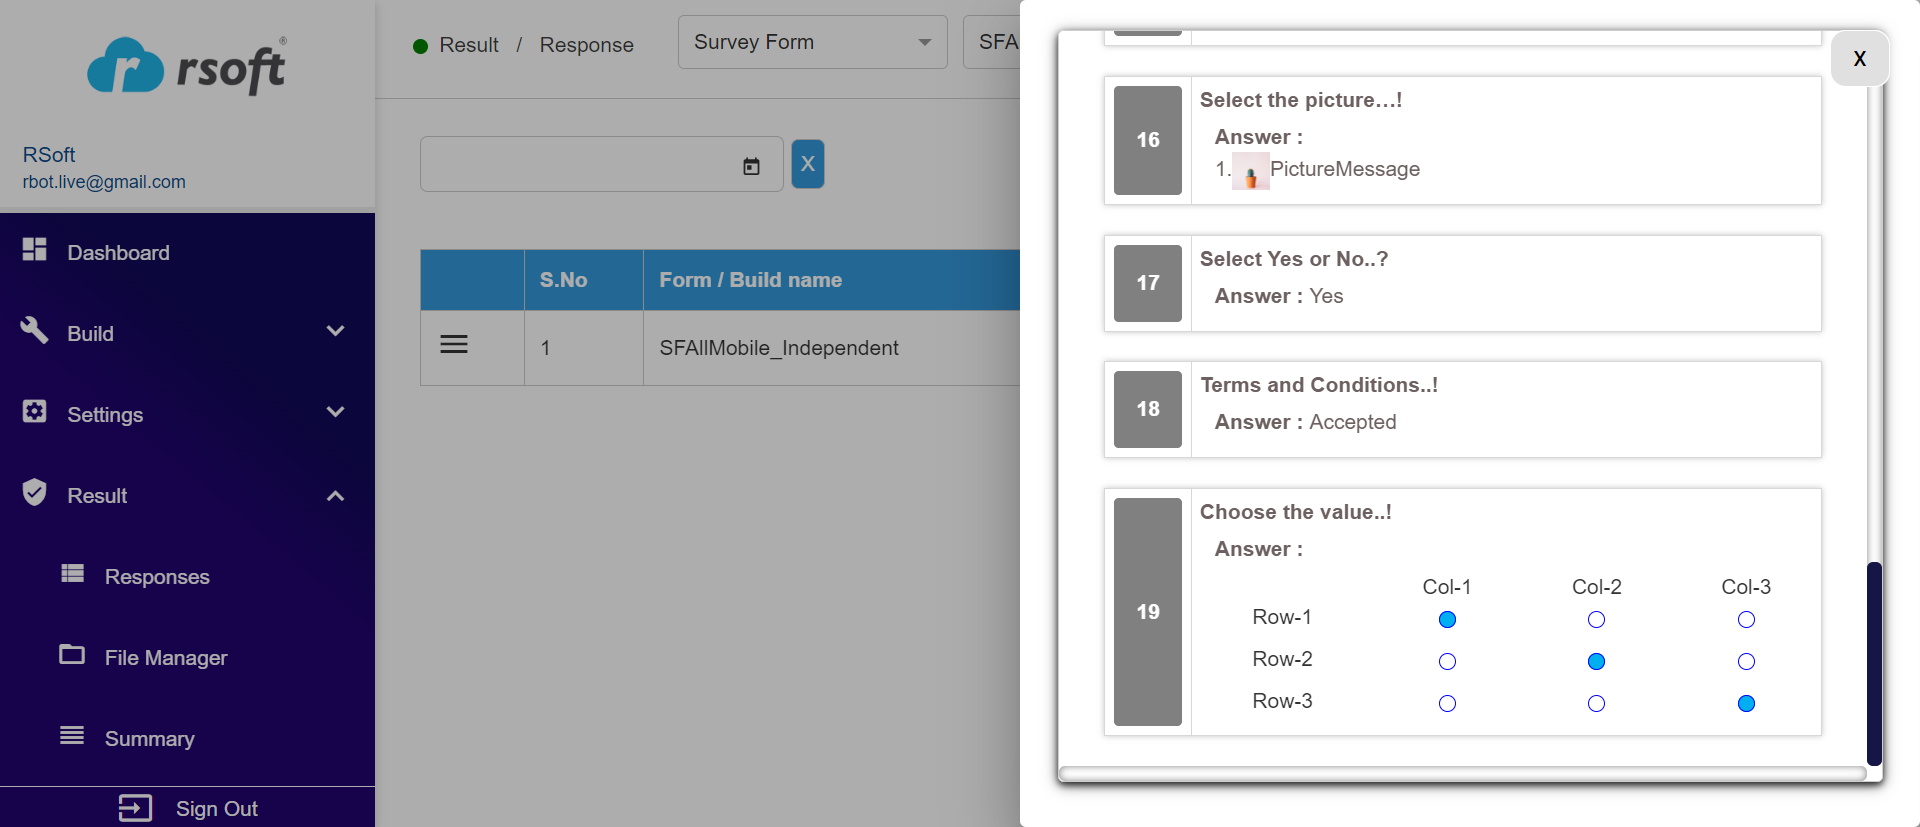 rsoft®
RSoft
rbot.live@gmail.com
Dashboard
Build
Settings
Result
Responses
File Manager
Summary
Sign Out
Result / Response
Survey Form
SFA
X
S.No Form / Build name
1 SFAllMobile_Independent
X
16
Select the picture...!
Answer :
1. PictureMessage
17
Select Yes or No..?
Answer : Yes
18
Terms and Conditions..!
Answer : Accepted
19
Choose the value..!
Answer :
Col-1 Col-2 Col-3
Row-1
Row-2
Row-3